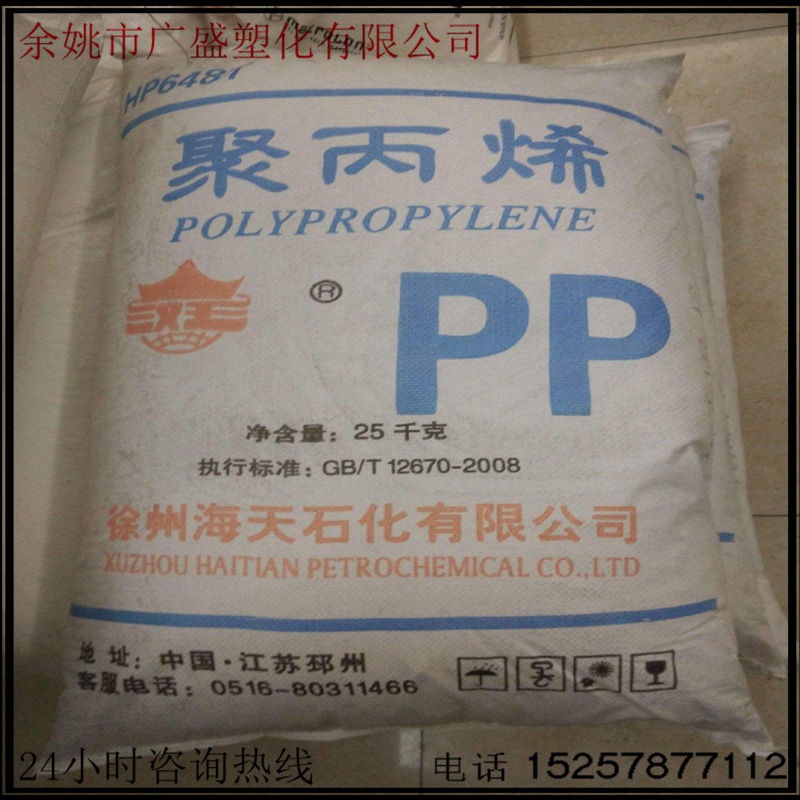 余姚市广盛塑化有限公司
HP648T
聚丙烯
POLYPROPYLENE
汉王
®
PP
净含量：25 千克
执行标准：GB/T 12670-2008
徐州海天石化有限公司
XUZHOU HAITIAN PETROCHEMICAL CO.,LTD
地 址：中国·江苏邳州
客服电话：0516-80311466
24小时咨询热线
电话 15257877112